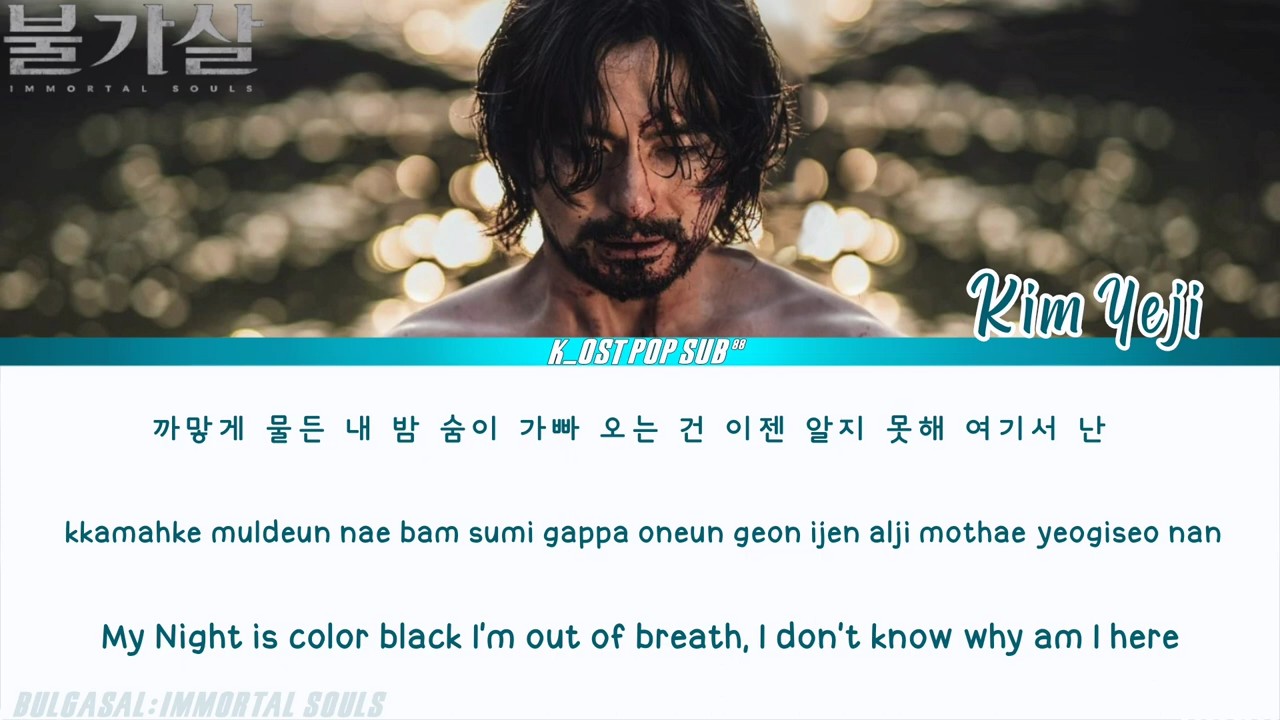 불가살
IMMORTAL SOULS
Kim Yeji
K_OST POP SUB 88
까맣게 물든 내 밤 숨이 가빠 오는 건 이젠 알지 못해 여기서 난
kkamahke muldeun nae bam sumi gappa oneun geon ijen alji mothae yeogiseo nan
My Night is color black I'm out of breath, I don't know why am I here
BULGASAL: IMMORTAL SOULS